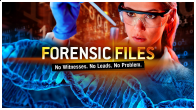 FORENSIC FILES
No Witnesses. No Leads. No Problem.